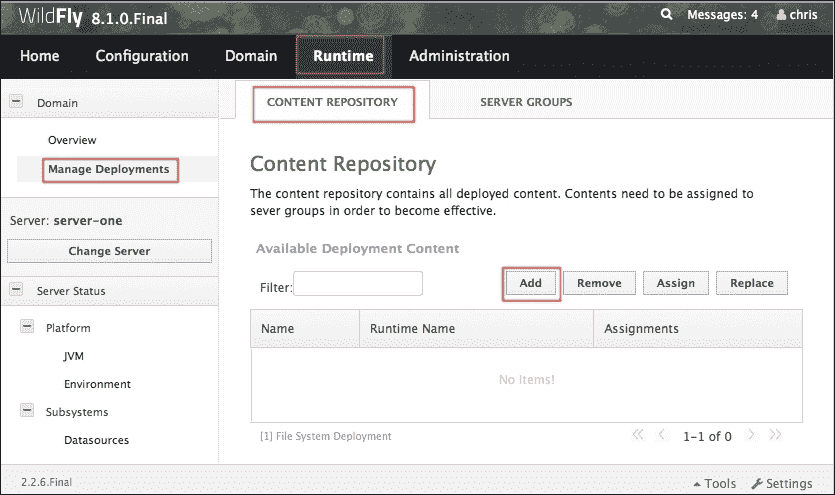 WildFly 8.1.0.Final
Messages: 4 chris
Home Configuration Domain Runtime Administration
Domain
Overview
Manage Deployments
Server: server-one
Change Server
Server Status
Platform
JVM
Environment
Subsystems
Datasources
CONTENT REPOSITORY SERVER GROUPS
Content Repository
The content repository contains all deployed content. Contents need to be assigned to
sever groups in order to become effective.
Available Deployment Content
Filter: Add Remove Assign Replace
Name Runtime Name Assignments
No Items!
[1] File System Deployment
1-1 of 0
2.2.6.Final
Tools Settings